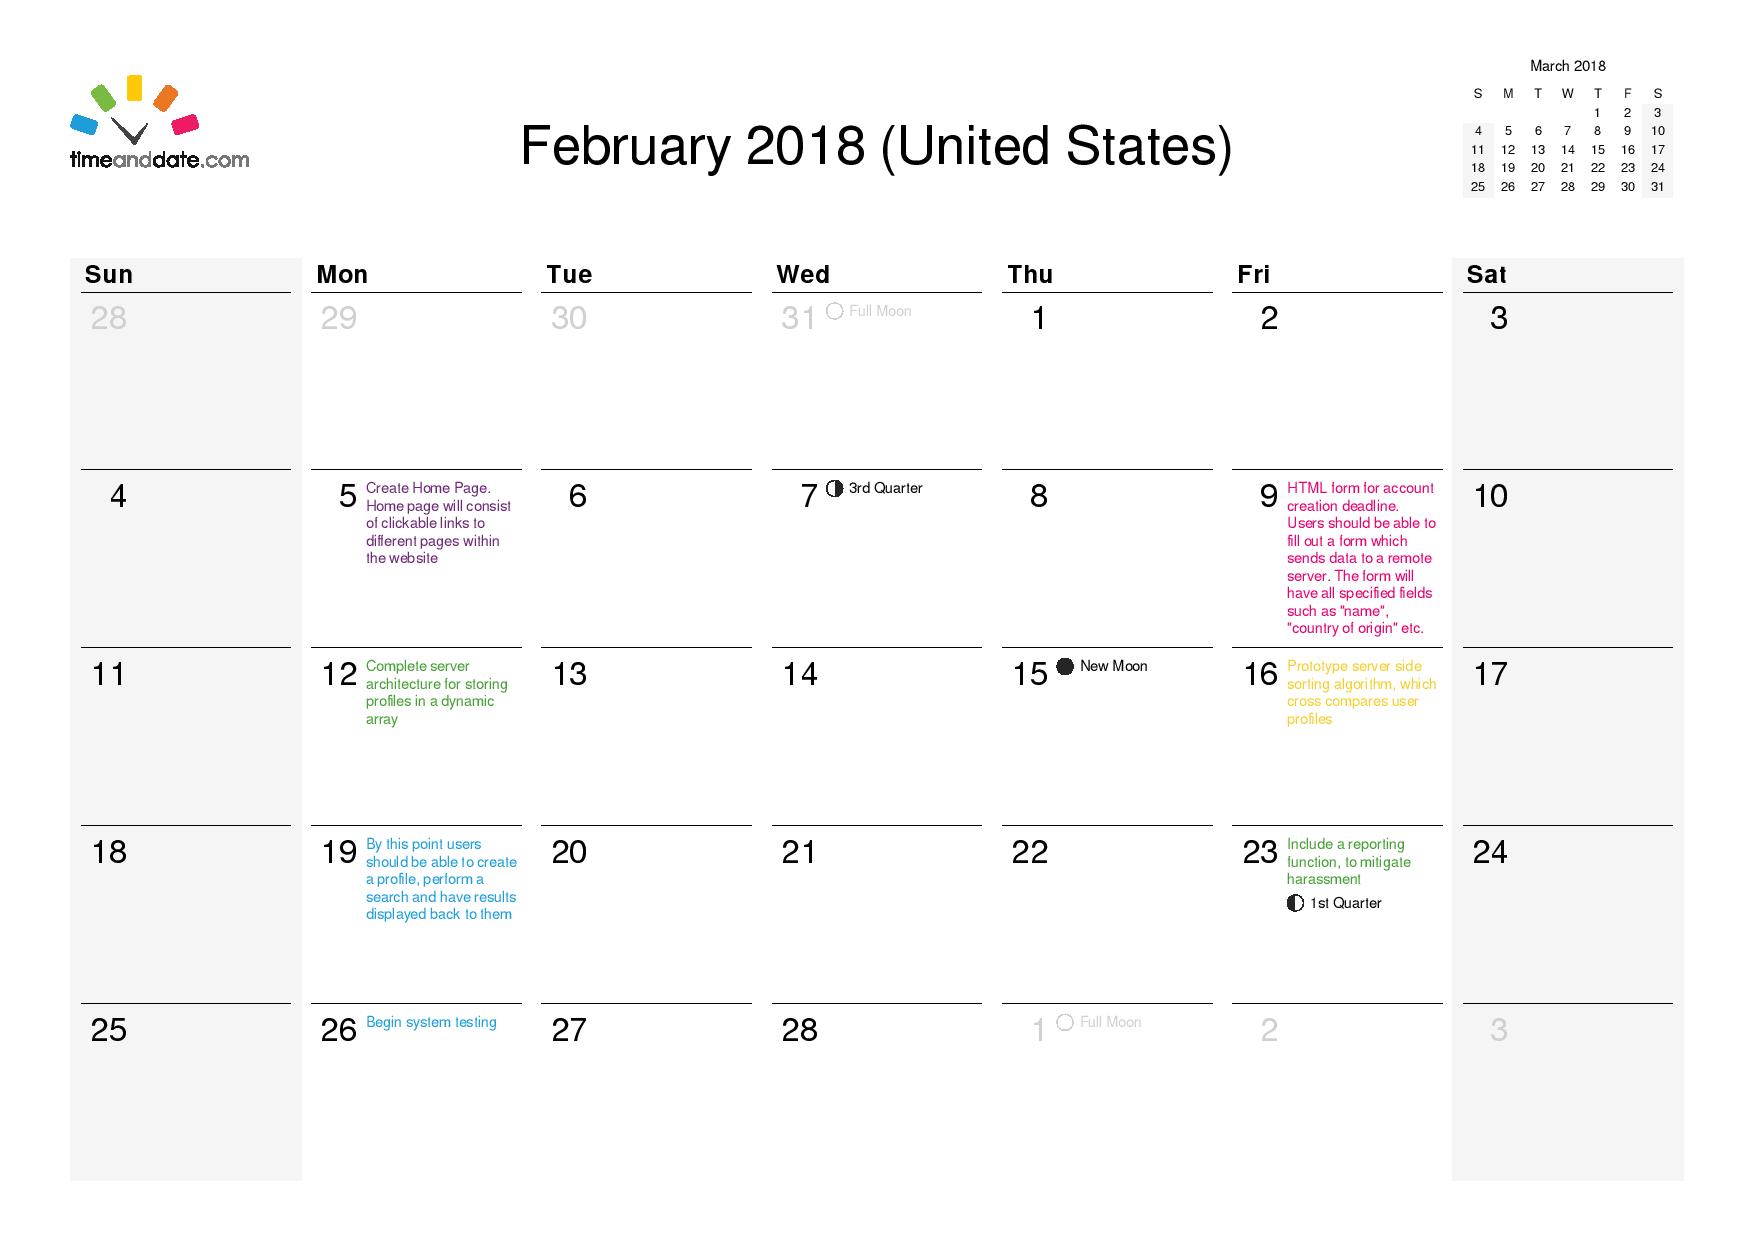 timeanddate.com
February 2018 (United States)
March 2018
S M T W T F S
1 2 3
4 5 6 7 8 9 10
11 12 13 14 15 16 17
18 19 20 21 22 23 24
25 26 27 28 29 30 31
Sun Mon Tue Wed Thu Fri Sat
28 29 30 31 Full Moon 1 2 3
4
5 Create Home Page.
Home page will consist
of clickable links to
different pages within
the website
6
7 3rd Quarter
8
9 HTML form for account
creation deadline.
Users should be able to
fill out a form which
sends data to a remote
server. The form will
have all specified fields
such as "name",
"country of origin" etc.
10
11
12 Complete server
architecture for storing
profiles in a dynamic
array
13
14
15 New Moon
16 Prototype server side
sorting algorithm, which
cross compares user
profiles
17
18
19 By this point users
should be able to create
a profile, perform a
search and have results
displayed back to them
20
21
22
23 Include a reporting
function, to mitigate
harassment
1st Quarter
24
25
26 Begin system testing
27
28
1 Full Moon
2
3